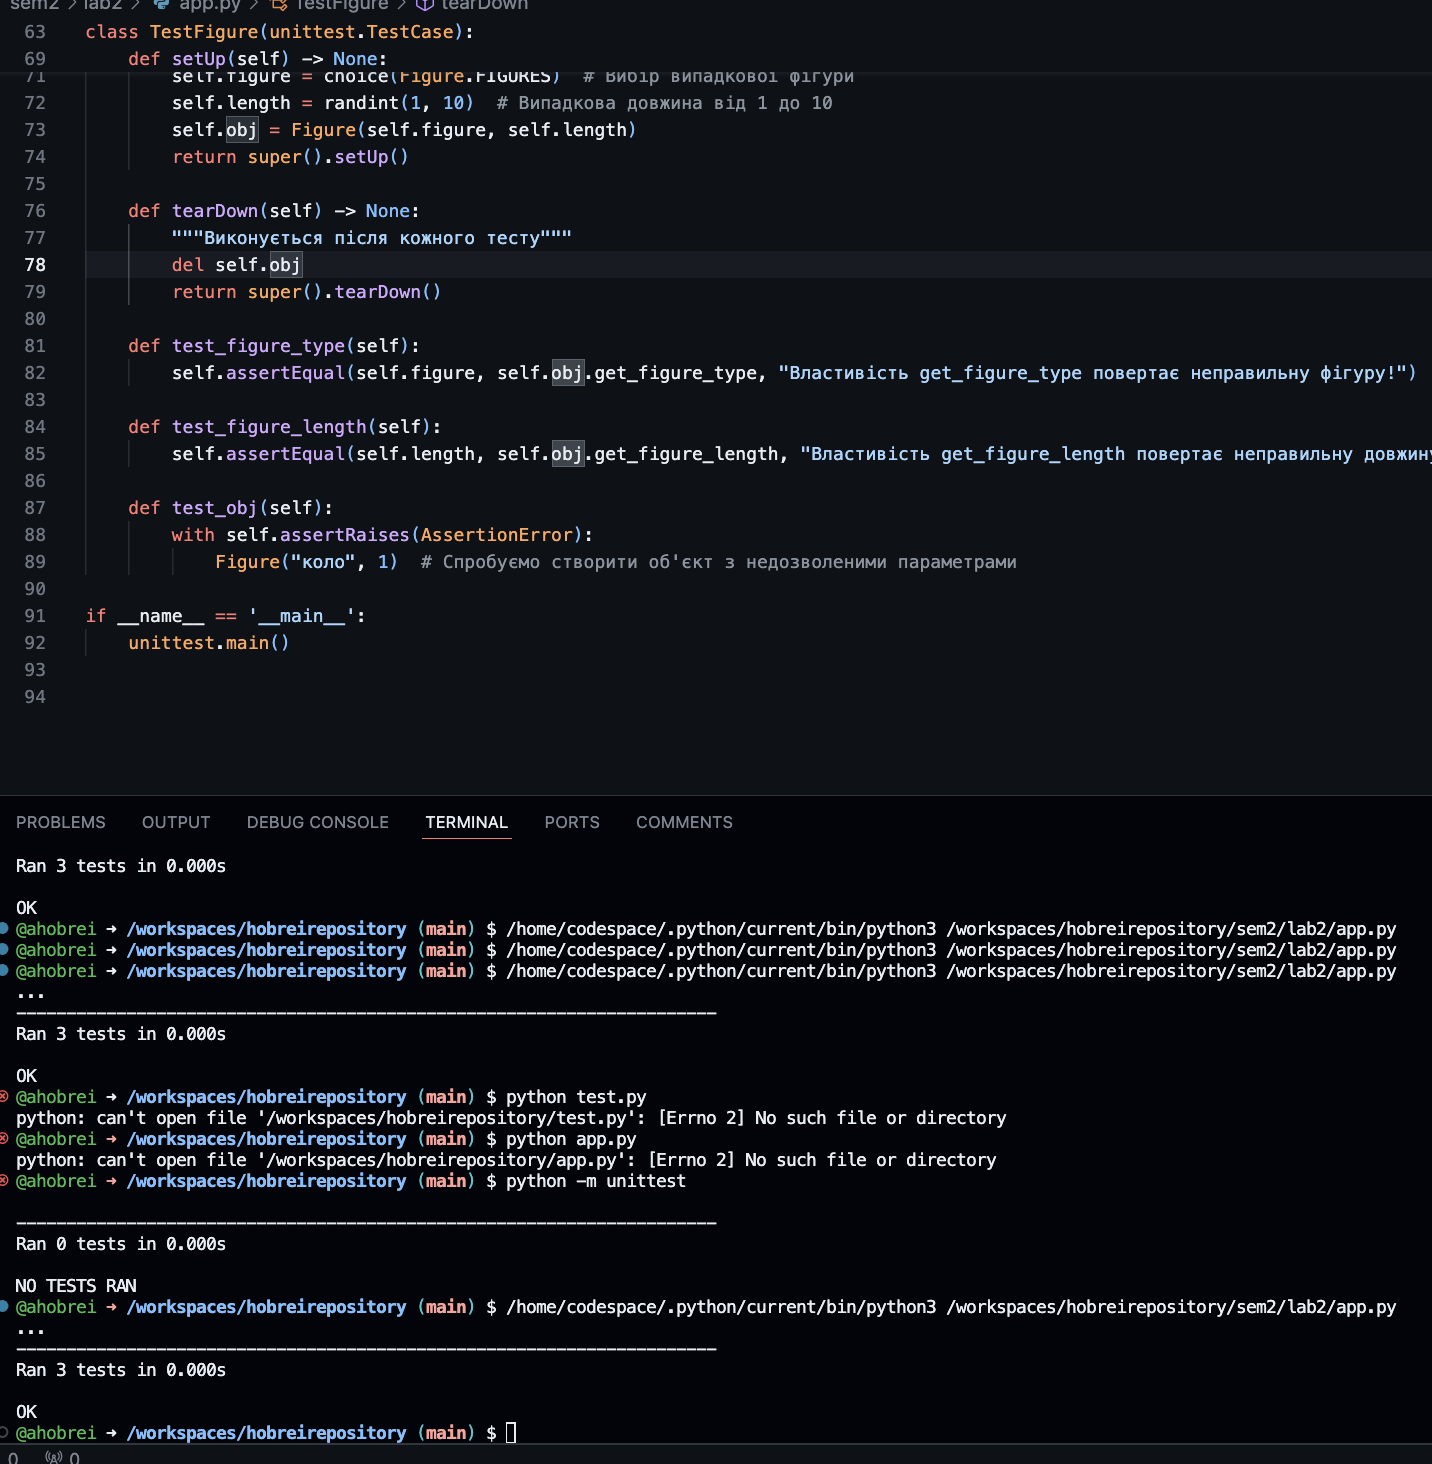 sem2 > lab2 > app.py > TestFigure > tearDown
63 class TestFigure(unittest.TestCase):
69 def setUp(self) -> None:
71 self.figure = choice(Figure.FIGURES) # Вибір випадкової фігури
72 self.length = randint(1, 10) # Випадкова довжина від 1 до 10
73 self.obj = Figure(self.figure, self.length)
74 return super().setUp()
75
76 def tearDown(self) -> None:
77 """Виконується після кожного тесту"""
78 del self.obj
79 return super().tearDown()
80
81 def test_figure_type(self):
82 self.assertEqual(self.figure, self.obj.get_figure_type, "Властивість get_figure_type повертає неправильну фігуру!")
83
84 def test_figure_length(self):
85 self.assertEqual(self.length, self.obj.get_figure_length, "Властивість get_figure_length повертає неправильну довжину
86
87 def test_obj(self):
88 with self.assertRaises(AssertionError):
89 Figure("коло", 1) # Спробуємо створити об'єкт з недозволеними параметрами
90
91 if __name__ == '__main__':
92 unittest.main()
93
94
PROBLEMS OUTPUT DEBUG CONSOLE TERMINAL PORTS COMMENTS
Ran 3 tests in 0.000s
OK
@ahobrei → /workspaces/hobreirepository (main) $ /home/codespace/.python/current/bin/python3 /workspaces/hobreirepository/sem2/lab2/app.py
@ahobrei → /workspaces/hobreirepository (main) $ /home/codespace/.python/current/bin/python3 /workspaces/hobreirepository/sem2/lab2/app.py
@ahobrei → /workspaces/hobreirepository (main) $ /home/codespace/.python/current/bin/python3 /workspaces/hobreirepository/sem2/lab2/app.py
...
----------------------------------------------------------------------
Ran 3 tests in 0.000s
OK
@ahobrei → /workspaces/hobreirepository (main) $ python test.py
python: can't open file '/workspaces/hobreirepository/test.py': [Errno 2] No such file or directory
@ahobrei → /workspaces/hobreirepository (main) $ python app.py
python: can't open file '/workspaces/hobreirepository/app.py': [Errno 2] No such file or directory
@ahobrei → /workspaces/hobreirepository (main) $ python -m unittest
----------------------------------------------------------------------
Ran 0 tests in 0.000s
NO TESTS RAN
@ahobrei → /workspaces/hobreirepository (main) $ /home/codespace/.python/current/bin/python3 /workspaces/hobreirepository/sem2/lab2/app.py
...
----------------------------------------------------------------------
Ran 3 tests in 0.000s
OK
@ahobrei → /workspaces/hobreirepository (main) $
0 0